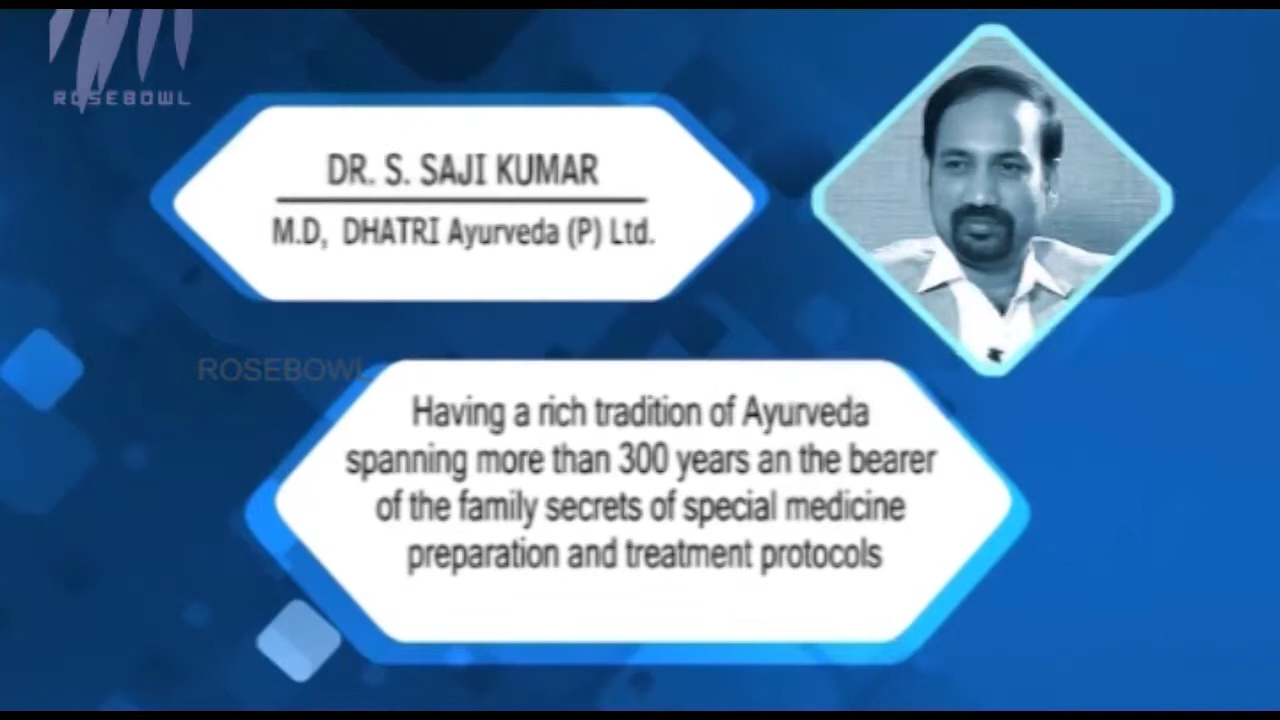 ROSEBOWL
DR. S. SAJI KUMAR
M.D, DHATRI Ayurveda (P) Ltd.
ROSEBOWL
Having a rich tradition of Ayurveda
spanning more than 300 years an the bearer
of the family secrets of special medicine
preparation and treatment protocols